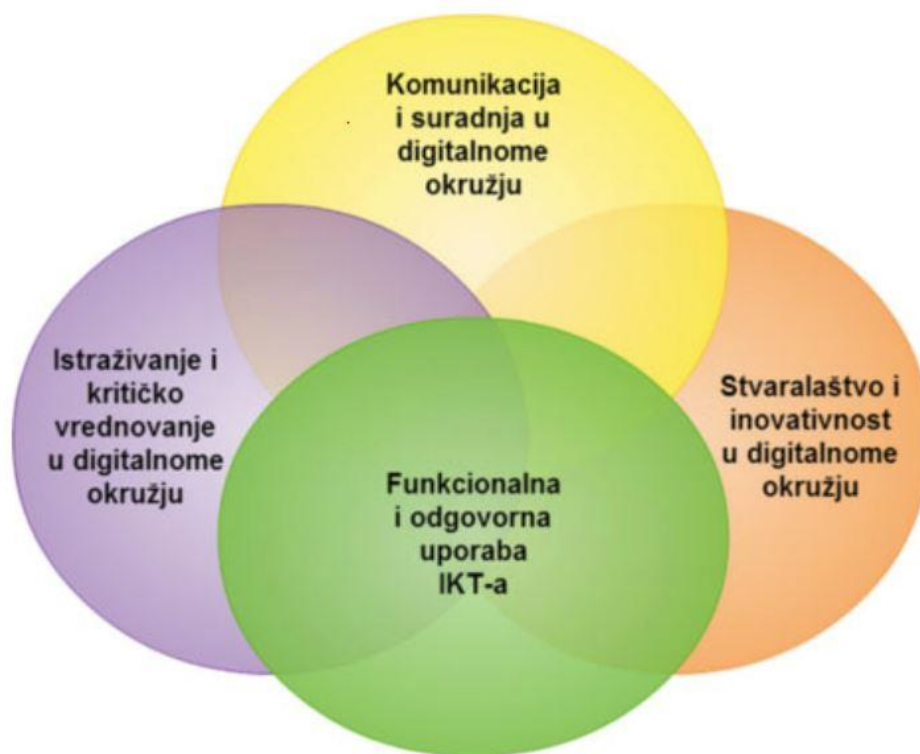 Komunikacija
i suradnja u
digitalnome
okružju
Istraživanje i
kritičko
vrednovanje
u digitalnome
okružju
Stvaralaštvo i
inovativnost
u digitalnome
okružju
Funkcionalna
i odgovorna
uporaba
IKT-a